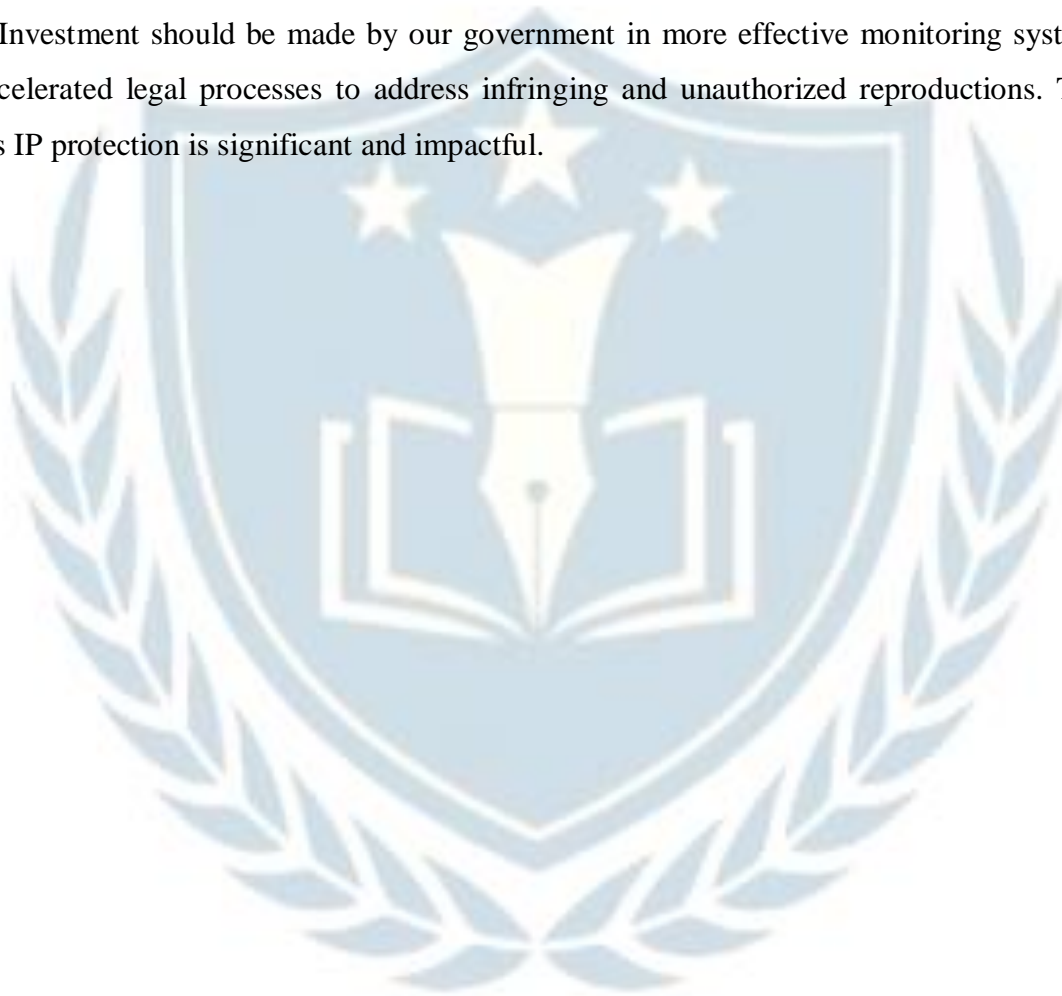 Investment should be made by our government in more effective monitoring syst
celerated legal processes to address infringing and unauthorized reproductions. T
s IP protection is significant and impactful.